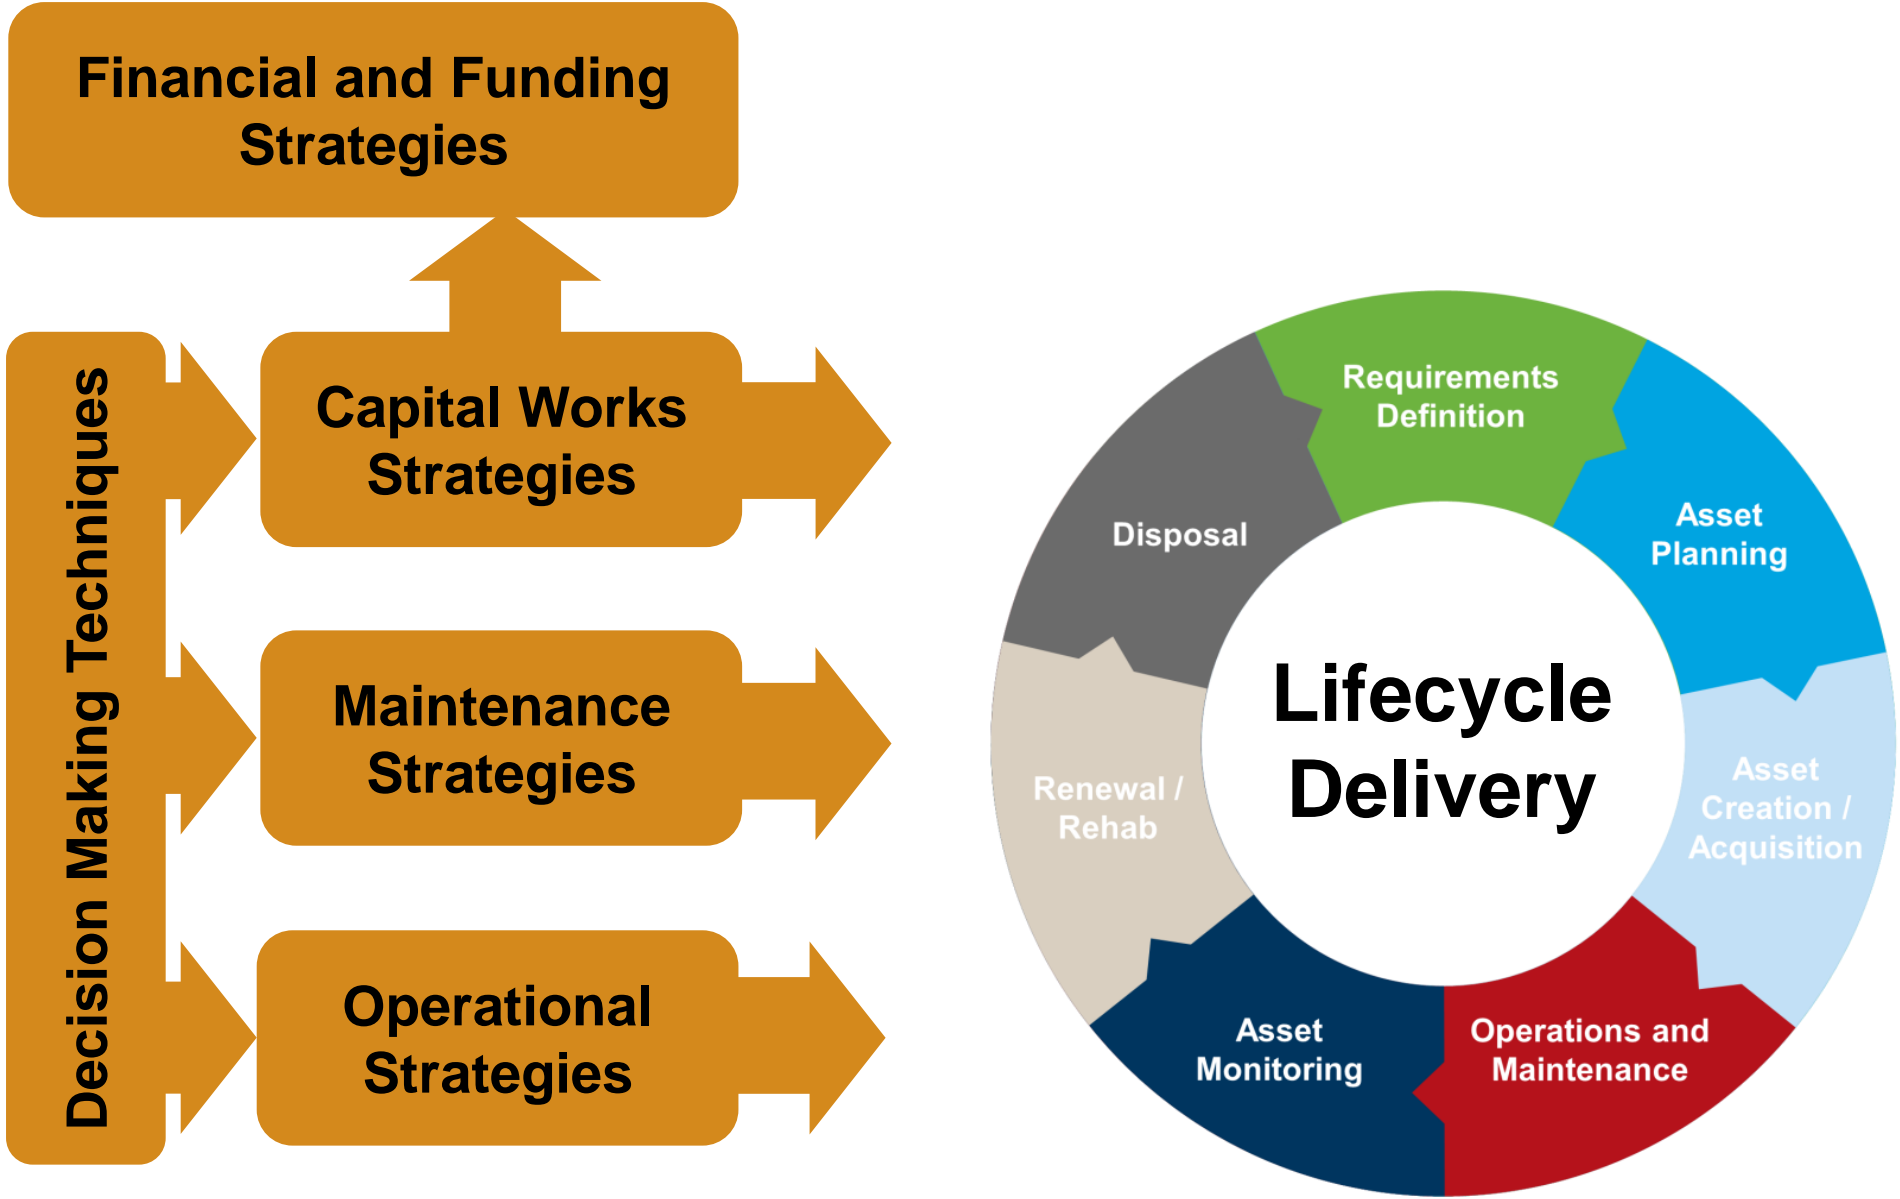 Financial and Funding
Strategies
Decision Making Techniques
Capital Works
Strategies
Maintenance
Strategies
Operational
Strategies
Lifecycle
Delivery
Requirements
Definition
Asset
Planning
Asset
Creation /
Acquisition
Operations and
Maintenance
Asset
Monitoring
Renewal /
Rehab
Disposal